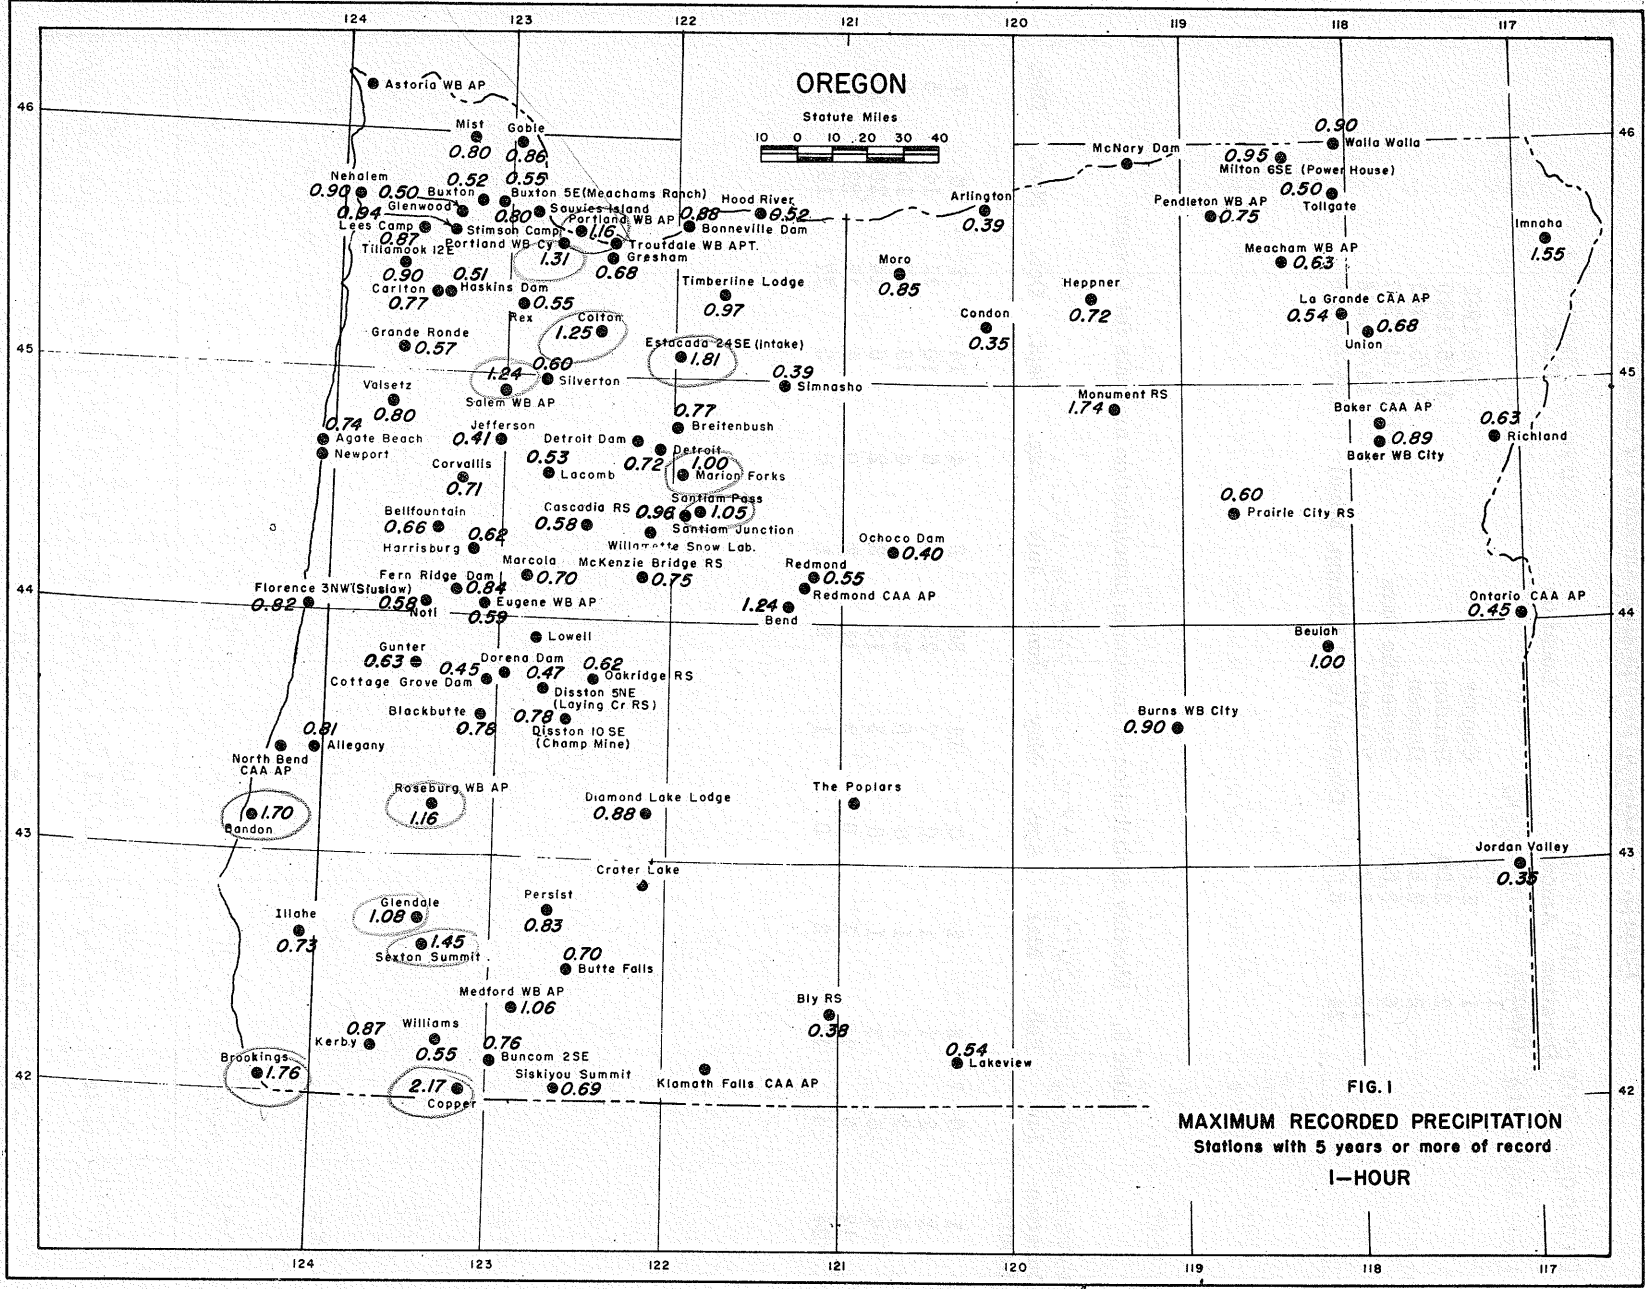 124 123 122 121 120 119 118 117
OREGON
Statute Miles
10 0 10 20 30 40
46
46
Astoria WB AP
Mist
0.80
Goble
0.86
McNary Dam
0.90
Walla Walla
0.95
Milton 6SE (Power House)
0.50
Tollgate
Nehalem
0.90
0.50
Glenwood
0.52
Buxton
0.55
Buxton 5E (Meachams Ranch)
0.80
Sauvies Island
Portland WB AP
1.16
0.88
Bonneville Dam
Hood River
0.52
Arlington
0.39
Pendleton WB AP
0.75
Imnaha
1.55
0.94
Stimson Camp
Lees Camp
0.87
Portland WB Cy
1.31
Troutdale WB APT.
Gresham
0.68
Tillamook 12E
0.90
0.51
Haskins Dam
Carlton
0.77
0.55
Rex
Timberline Lodge
0.97
Moro
0.85
Meacham WB AP
0.63
Heppner
0.72
La Grande CAA AP
0.54
0.68
Union
Condon
0.35
Colton
1.25
Grande Ronde
0.57
Estacada 24SE (Intake)
1.81
45
45
1.24
Salem WB AP
0.60
Silverton
0.39
Simnasho
Valsetz
0.80
Monument RS
1.74
Baker CAA AP
0.89
Baker WB City
0.63
Richland
0.74
Agate Beach
Newport
Jefferson
0.41
0.77
Breitenbush
Detroit Dam
0.72
Detroit
1.00
Marion Forks
0.53
Lacomb
Corvallis
0.71
Bellfountain
0.66
Cascadia RS
0.58
0.96
Santiam Junction
Santiam Pass
1.05
Willamette Snow Lab.
0.60
Prairie City RS
0.62
Harrisburg
Ochoco Dam
0.40
Marcola
0.70
McKenzie Bridge RS
0.75
Redmond
0.55
Redmond CAA AP
1.24
Bend
44
44
Florence 3NW (Siuslaw)
0.82
Fern Ridge Dam
0.84
0.58
Noti
Eugene WB AP
0.59
Ontario CAA AP
0.45
Lowell
Beulah
1.00
Gunter
0.63
0.45
Cottage Grove Dam
Dorena Dam
0.47
Disston 5NE
(Laying Cr RS)
0.62
Oakridge RS
Blackbutte
0.78
0.78
Disston 10 SE
(Champ Mine)
Burns WB City
0.90
0.81
Allegany
North Bend
CAA AP
1.70
Bandon
Roseburg WB AP
1.16
Diamond Lake Lodge
0.88
The Poplars
43
43
Jordan Valley
0.35
Crater Lake
Glendale
1.08
Persist
0.83
Illahe
0.73
1.45
Sexton Summit
0.70
Butte Falls
Medford WB AP
1.06
Bly RS
0.38
0.87
Kerby
Williams
0.55
0.76
Buncom 2SE
Siskiyou Summit
0.69
0.54
Lakeview
Klamath Falls CAA AP
42
42
Brookings
1.76
2.17
Copper
FIG. 1
MAXIMUM RECORDED PRECIPITATION
Stations with 5 years or more of record
1-HOUR
124 123 122 121 120 119 118 117